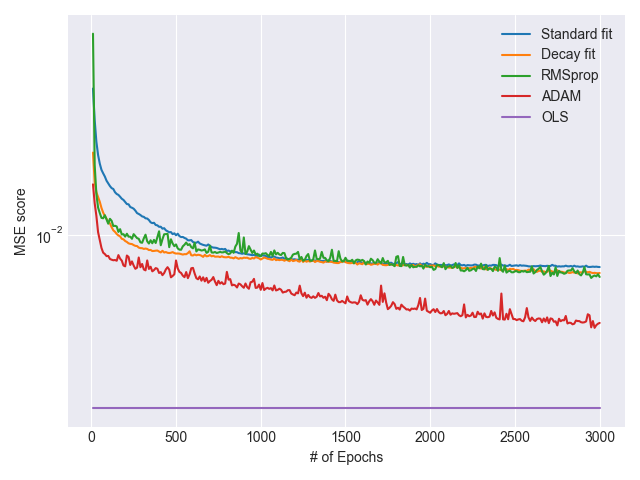 Standard fit
Decay fit
RMSprop
ADAM
OLS
MSE score
10⁻²
0 500 1000 1500 2000 2500 3000
# of Epochs